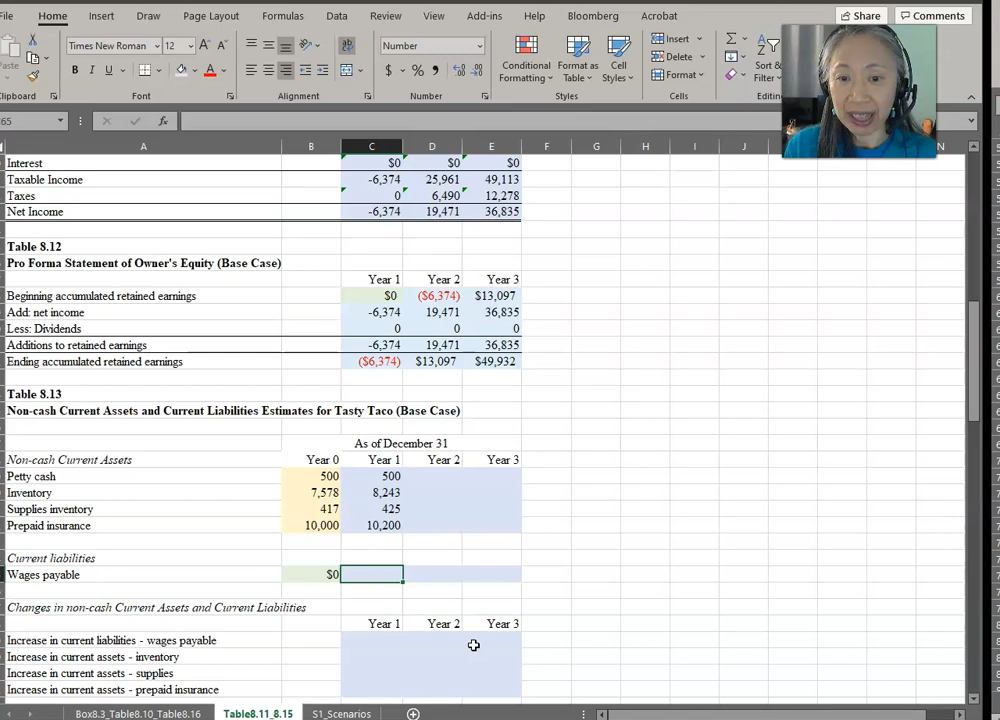 File Home Insert Draw Page Layout Formulas Data Review View Add-ins Help Bloomberg Acrobat Share Comments
Times New Roman 12 A A ab Number Insert Σ
Paste B I U A $ % 9 Conditional Formatting Format as Table Cell Styles Delete Format Sort & Filter
Clipboard Font Alignment Number Styles Cells Editing
C65 fx
A B C D E F G H I J K N
Interest $0 $0 $0
Taxable Income -6,374 25,961 49,113
Taxes 0 6,490 12,278
Net Income -6,374 19,471 36,835
Table 8.12
Pro Forma Statement of Owner's Equity (Base Case)
Year 1 Year 2 Year 3
Beginning accumulated retained earnings $0 ($6,374) $13,097
Add: net income -6,374 19,471 36,835
Less: Dividends 0 0 0
Additions to retained earnings -6,374 19,471 36,835
Ending accumulated retained earnings ($6,374) $13,097 $49,932
Table 8.13
Non-cash Current Assets and Current Liabilities Estimates for Tasty Taco (Base Case)
As of December 31
Non-cash Current Assets Year 0 Year 1 Year 2 Year 3
Petty cash 500 500
Inventory 7,578 8,243
Supplies inventory 417 425
Prepaid insurance 10,000 10,200
Current liabilities
Wages payable $0
Changes in non-cash Current Assets and Current Liabilities
Year 1 Year 2 Year 3
Increase in current liabilities - wages payable
Increase in current assets - inventory
Increase in current assets - supplies
Increase in current assets - prepaid insurance
Box8.3_Table8.10_Table8.16 Table8.11_8.15 S1_Scenarios